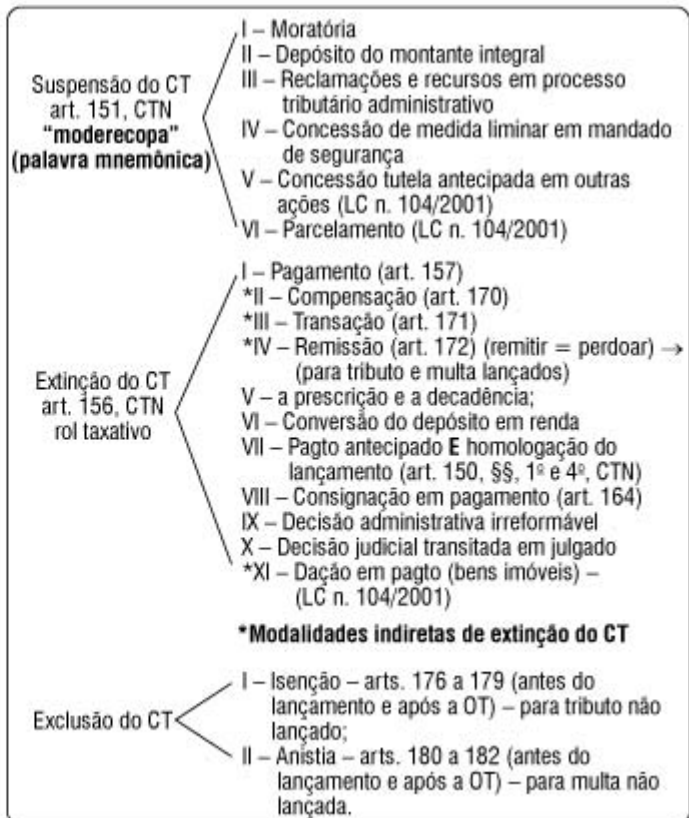 Suspensão do CT
art. 151, CTN
"moderecopa"
(palavra mnemônica)
I – Moratória
II – Depósito do montante integral
III – Reclamações e recursos em processo
tributário administrativo
IV – Concessão de medida liminar em mandado
de segurança
V – Concessão tutela antecipada em outras
ações (LC n. 104/2001)
VI – Parcelamento (LC n. 104/2001)
Extinção do CT
art. 156, CTN
rol taxativo
I – Pagamento (art. 157)
*II – Compensação (art. 170)
*III – Transação (art. 171)
*IV – Remissão (art. 172) (remitir = perdoar) →
(para tributo e multa lançados)
V – a prescrição e a decadência;
VI – Conversão do depósito em renda
VII – Pagto antecipado E homologação do
lançamento (art. 150, §§, 1º e 4º, CTN)
VIII – Consignação em pagamento (art. 164)
IX – Decisão administrativa irreformável
X – Decisão judicial transitada em julgado
*XI – Dação em pagto (bens imóveis) –
(LC n. 104/2001)
*Modalidades indiretas de extinção do CT
Exclusão do CT
I – Isenção – arts. 176 a 179 (antes do
lançamento e após a OT) – para tributo não
lançado;
II – Anistia – arts. 180 a 182 (antes do
lançamento e após a OT) – para multa não
lançada.